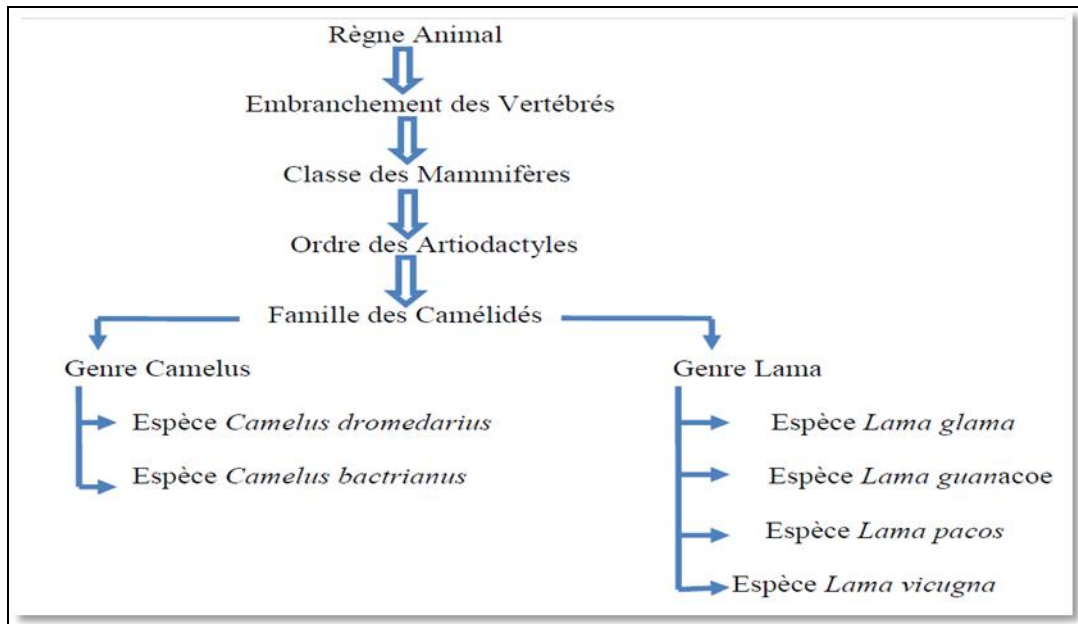 Règne Animal
Embranchement des Vertébrés
Classe des Mammifères
Ordre des Artiodactyles
Famille des Camélidés
Genre Camelus
Espèce Camelus dromedarius
Espèce Camelus bactrianus
Genre Lama
Espèce Lama glama
Espèce Lama guanacoe
Espèce Lama pacos
Espèce Lama vicugna